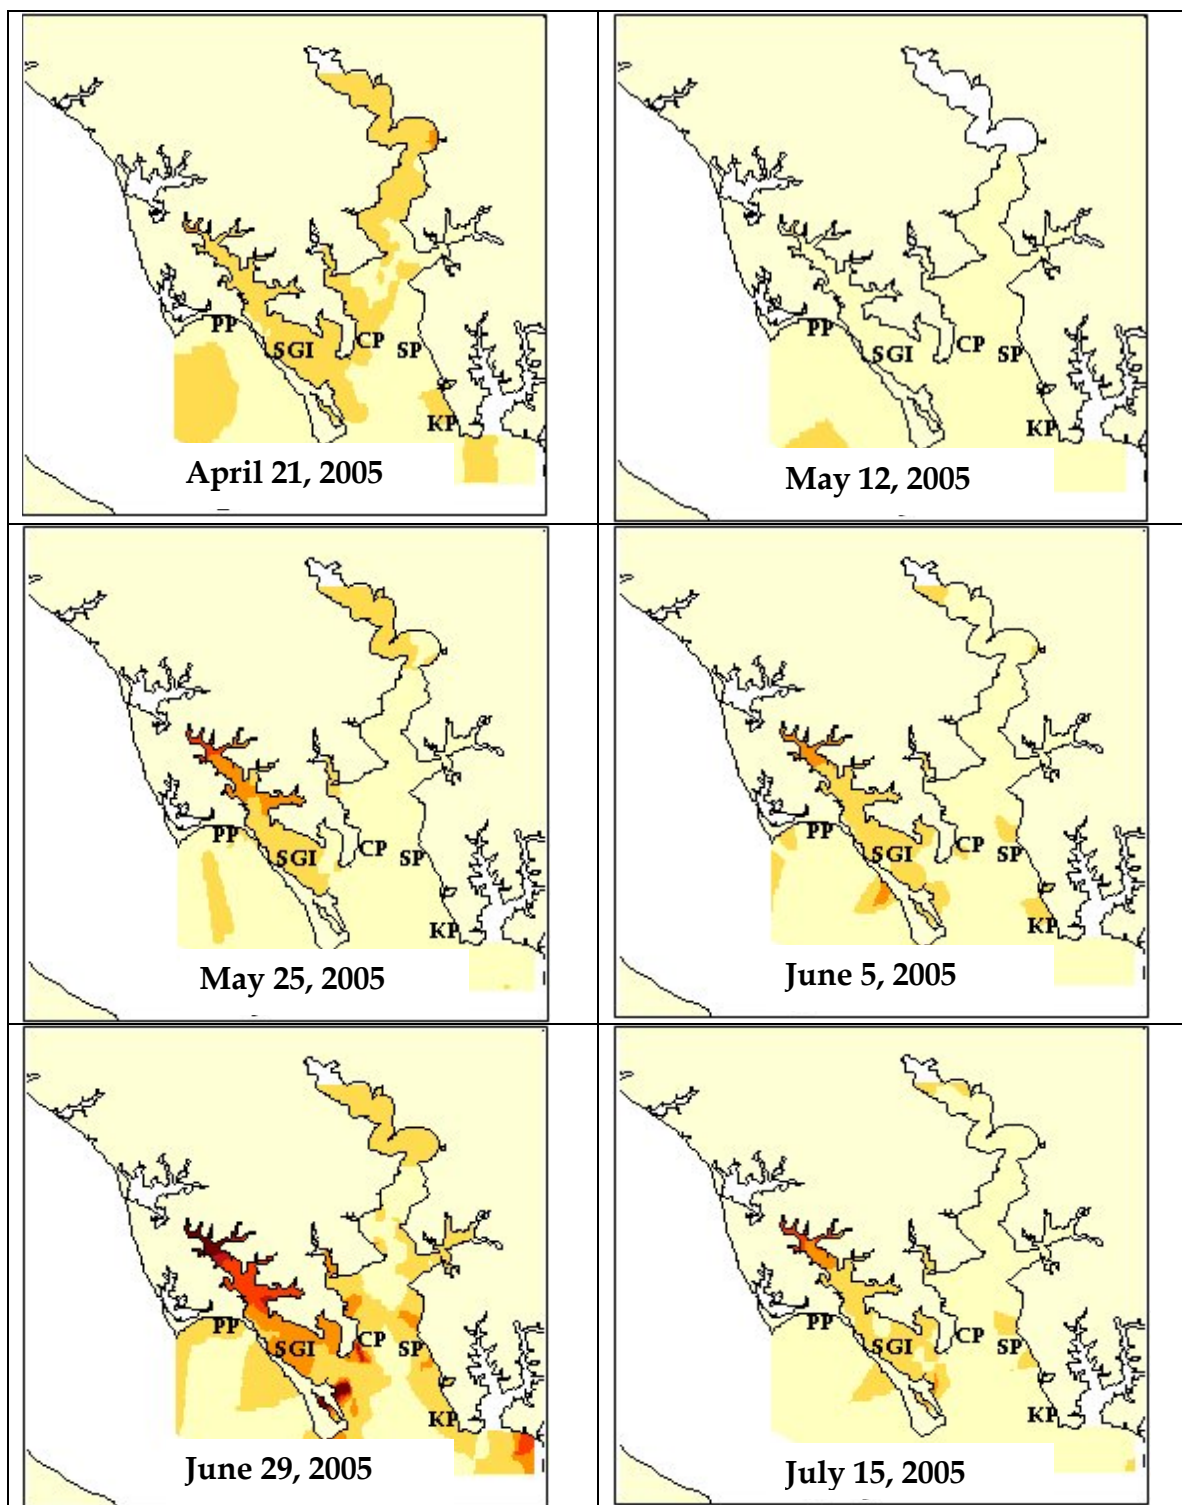 PP
SGI
CP
SP
KP
April 21, 2005
PP
SGI
CP
SP
KP
May 12, 2005
PP
SGI
CP
SP
KP
May 25, 2005
PP
SGI
CP
SP
KP
June 5, 2005
PP
SGI
CP
SP
KP
June 29, 2005
PP
SGI
CP
SP
KP
July 15, 2005